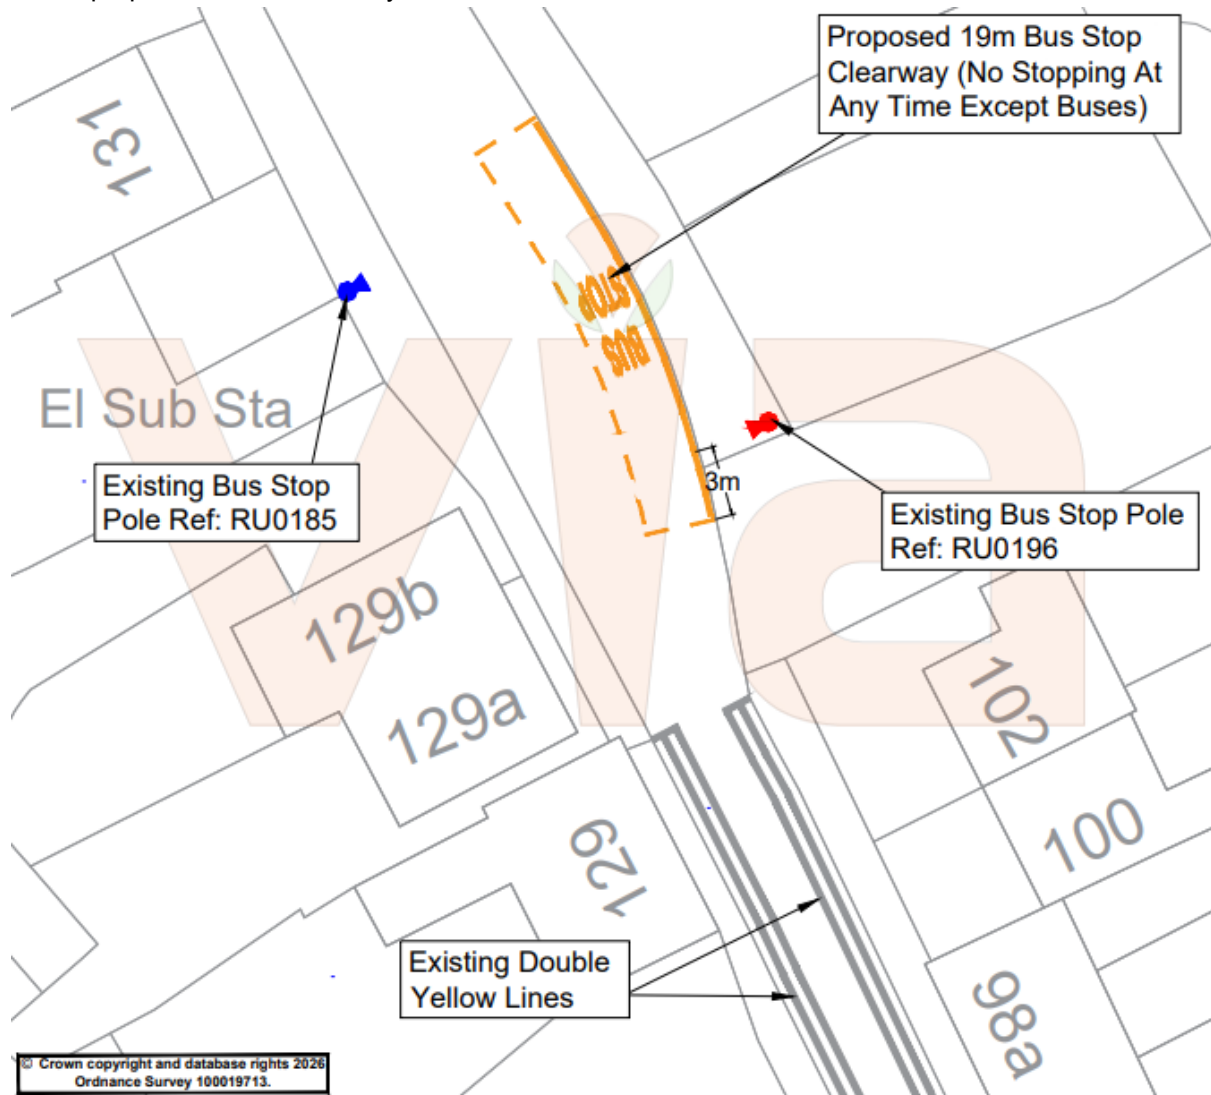 Proposed 19m Bus Stop
Clearway (No Stopping At
Any Time Except Buses)
131
STOP
BUS
El Sub Sta
Existing Bus Stop
Pole Ref: RU0185
3m
Existing Bus Stop Pole
Ref: RU0196
via
129b
129a
102
129
100
Existing Double
Yellow Lines
98a
© Crown copyright and database rights 2026
Ordnance Survey 100019713.